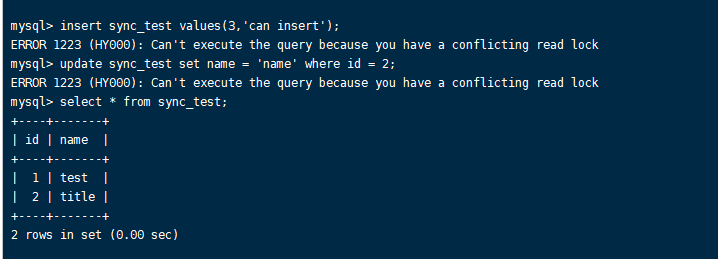 mysql> insert sync_test values(3,'can insert');
ERROR 1223 (HY000): Can't execute the query because you have a conflicting read lock
mysql> update sync_test set name = 'name' where id = 2;
ERROR 1223 (HY000): Can't execute the query because you have a conflicting read lock
mysql> select * from sync_test;
+----+-------+
| id | name  |
+----+-------+
|  1 | test  |
|  2 | title |
+----+-------+
2 rows in set (0.00 sec)